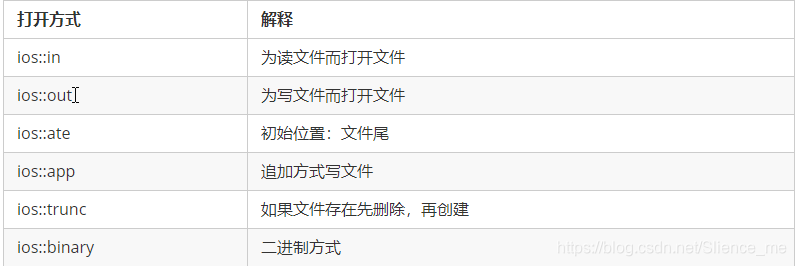 打开方式 解释
ios::in 为读文件而打开文件
ios::out 为写文件而打开文件
ios::ate 初始位置：文件尾
ios::app 追加方式写文件
ios::trunc 如果文件存在先删除，再创建
ios::binary 二进制方式
https://blog.csdn.net/Slience_me